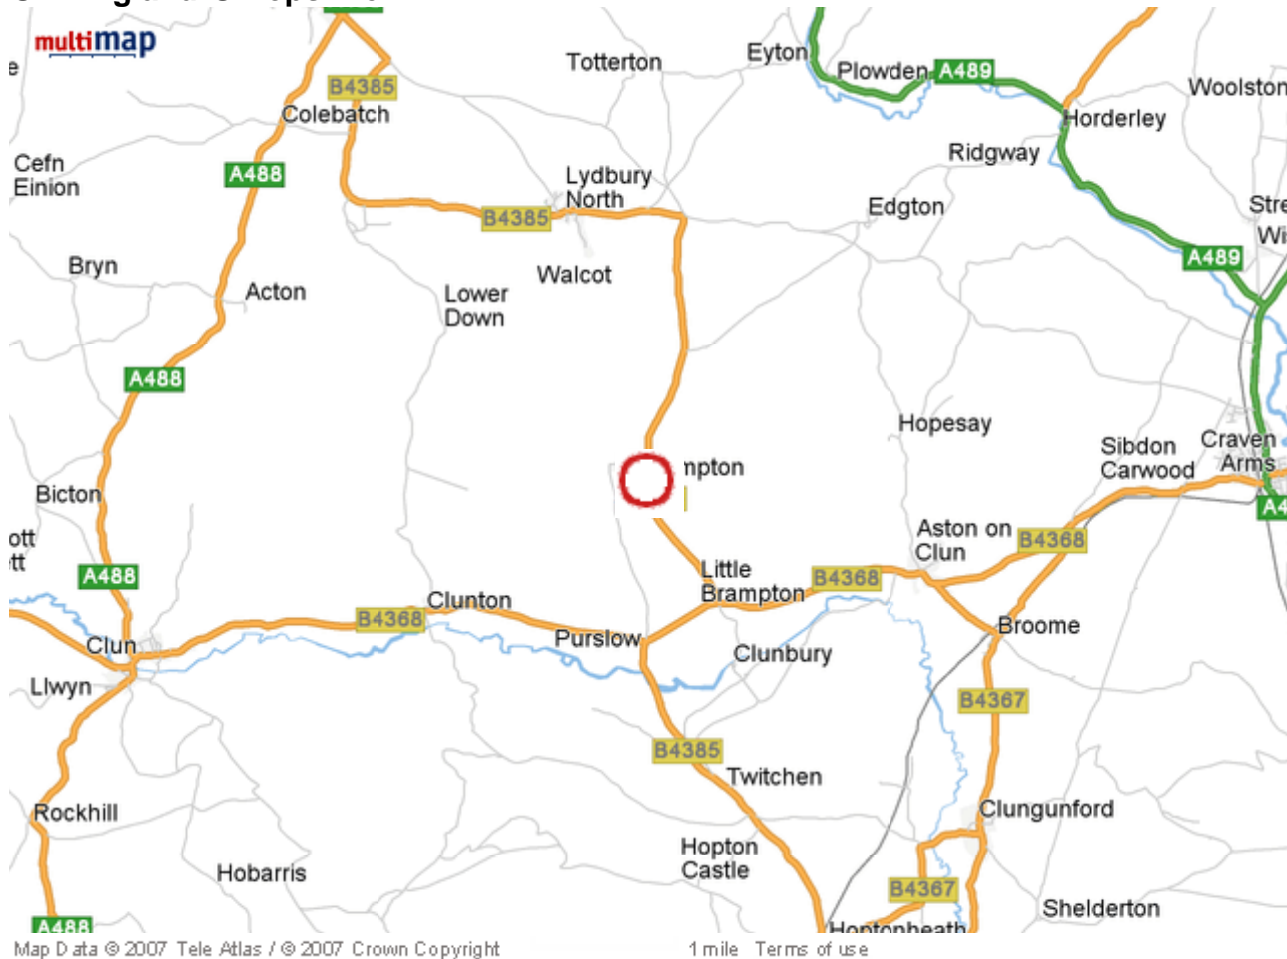 multimap
Totterton
Eyton
Plowden
A489
B4385
Woolston
Colebatch
Horderley
Cefn
Einion
A488
Ridgway
Lydbury
North
Edgton
B4385
A489
Bryn
Walcot
Acton
Lower
Down
A488
Hopesay
Sibdon
Carwood
Craven
Arms
mpton
Bicton
Aston on
Clun
B4368
A488
Little
Brampton
B4368
Clunton
B4368
Purslow
Broome
Clun
Clunbury
Llwyn
B4367
B4385
Twitchen
Rockhill
Clungunford
Hopton
Castle
Hobarris
B4367
Shelderton
A488
Hoptonheath
Map Data © 2007 Tele Atlas / © 2007 Crown Copyright
1 mile Terms of use